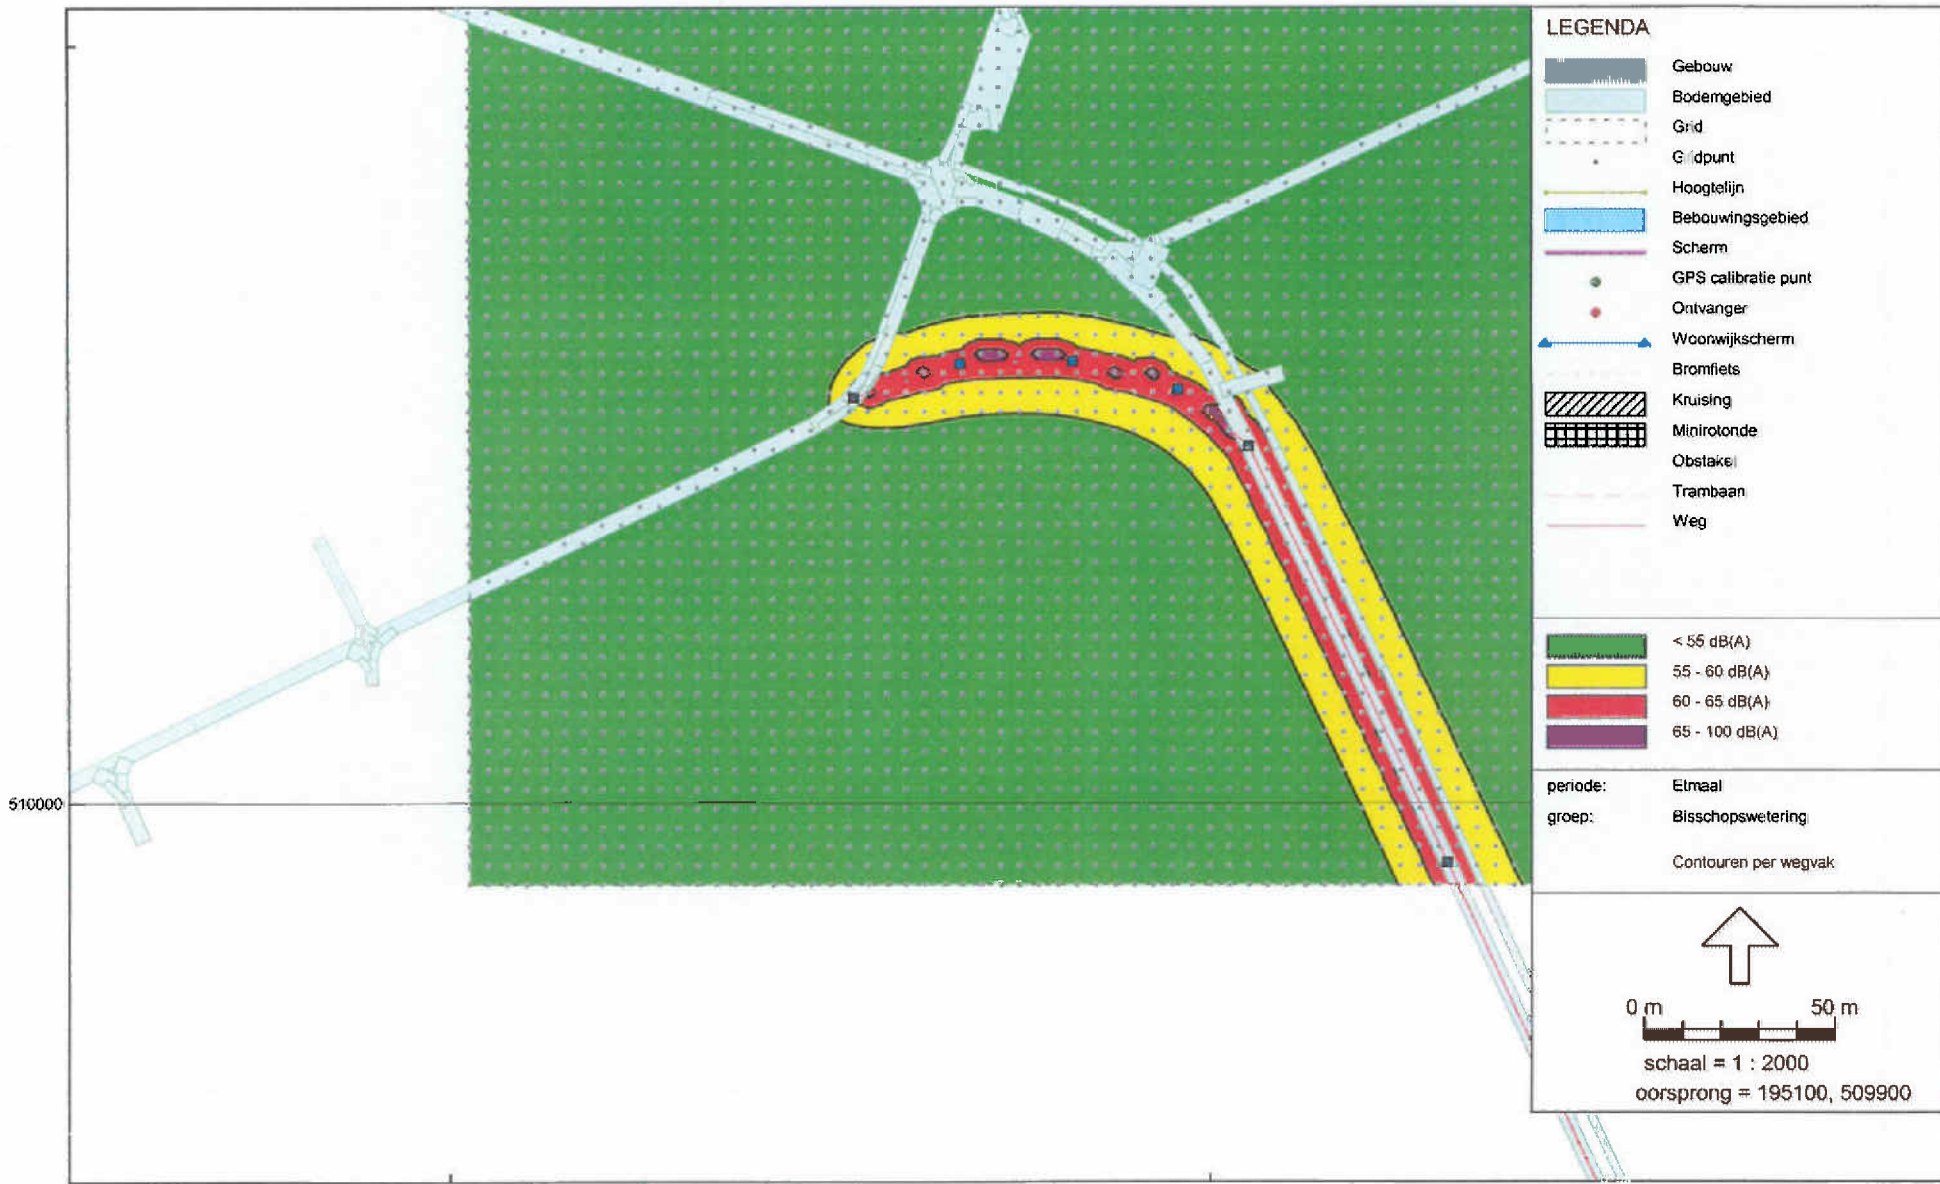 LEGENDA
Gebouw
Bodemgebied
Grid
Gridpunt
Hoogtelijn
Bebouwingsgebied
Scherm
GPS calibratie punt
Ontvanger
Woonwijkscherm
Bromfiets
Kruising
Minirotonde
Obstakel
Trambaan
Weg
< 55 dB(A)
55 - 60 dB(A)
60 - 65 dB(A)
65 - 100 dB(A)
periode: Etmaal
groep: Bisschopswetering
Contouren per wegvak
0 m 50 m
schaal = 1 : 2000
oorsprong = 195100, 509900
510000